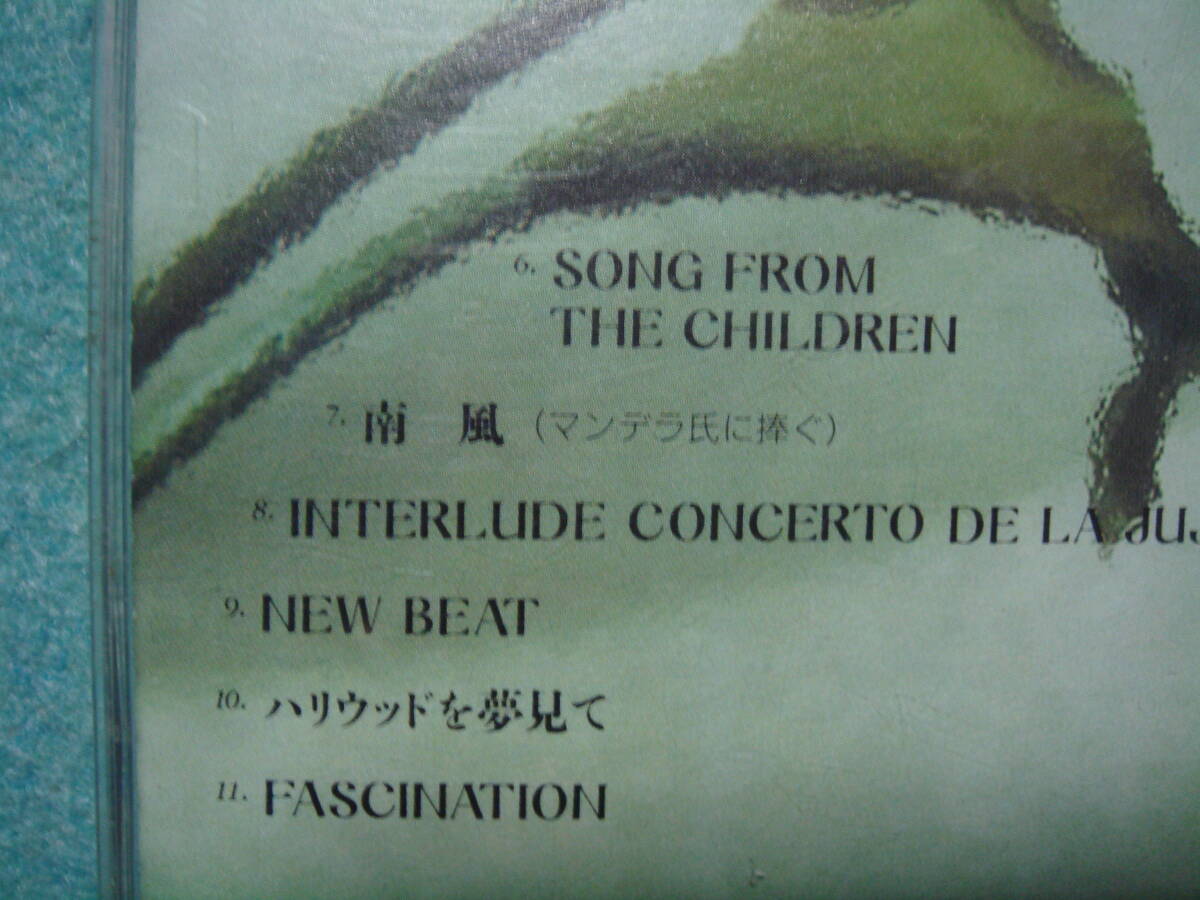 6. SONG FROM
THE CHILDREN
7. 南 風 (マンデラ氏に捧ぐ)
8. INTERLUDE CONCERTO DE LA
9. NEW BEAT
10. ハリウッドを夢見て
11. FASCINATION